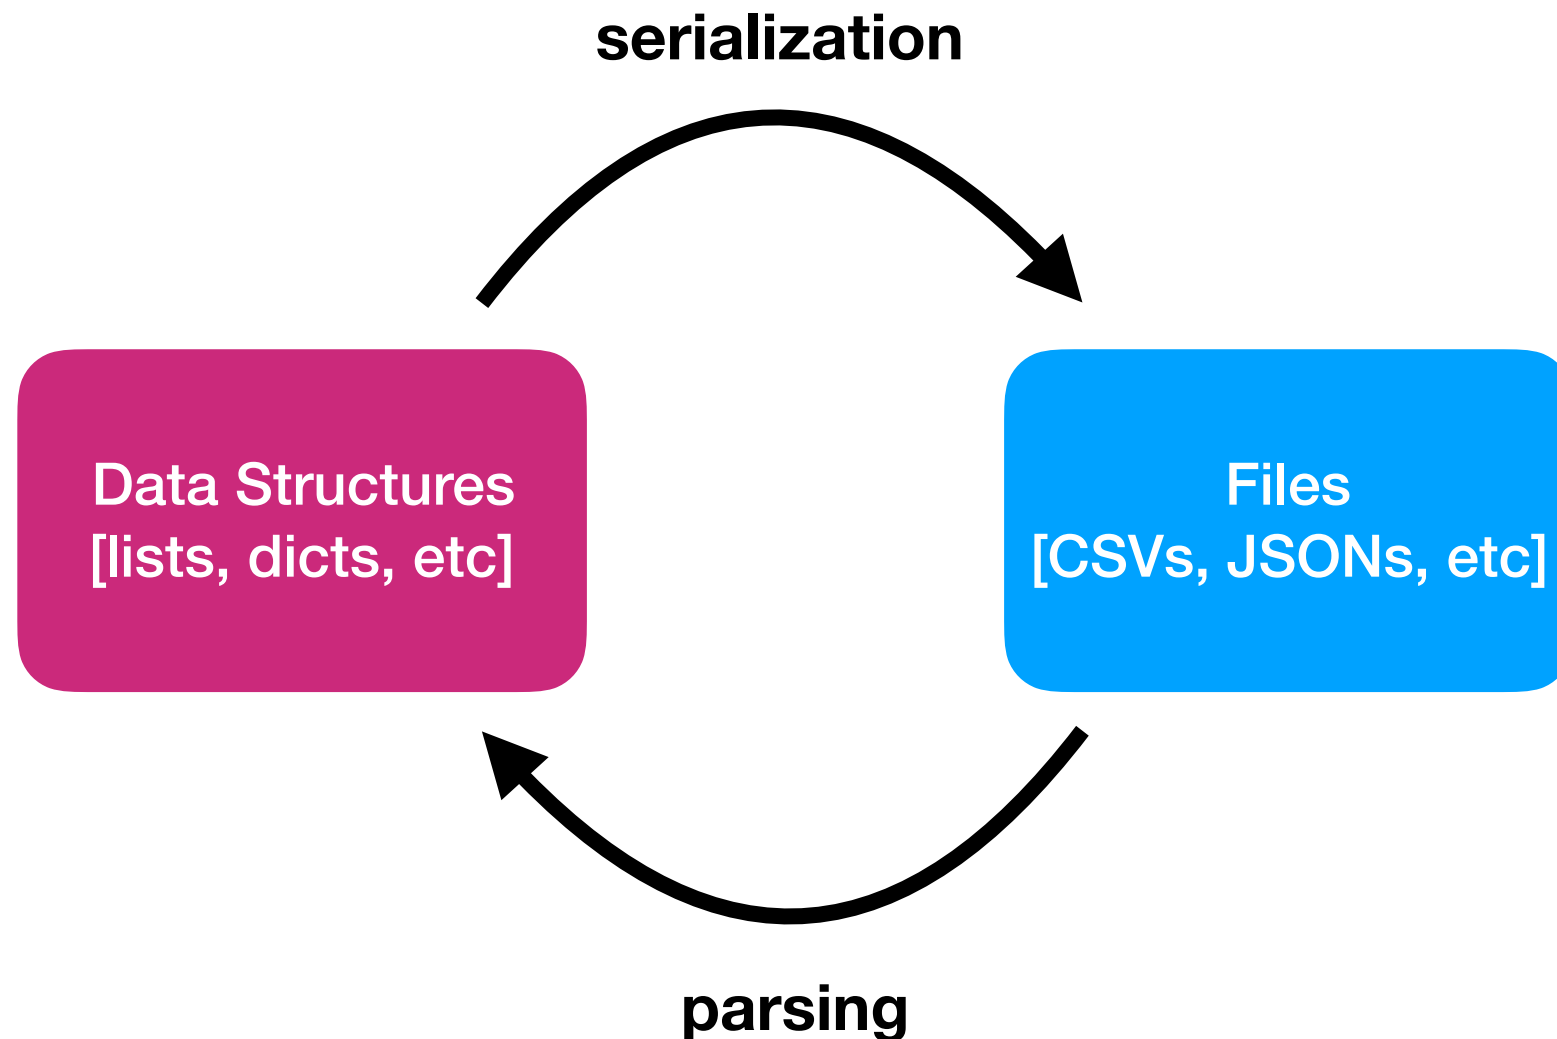 serialization
Data Structures
[lists, dicts, etc]
Files
[CSVs, JSONs, etc]
parsing